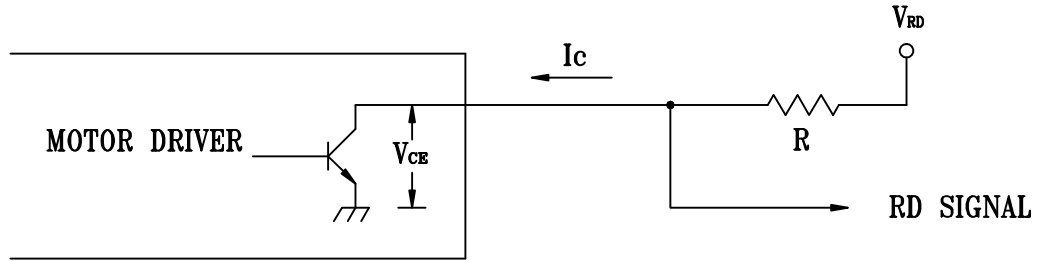 V_RD
Ic
MOTOR DRIVER
V_CE
R
RD SIGNAL